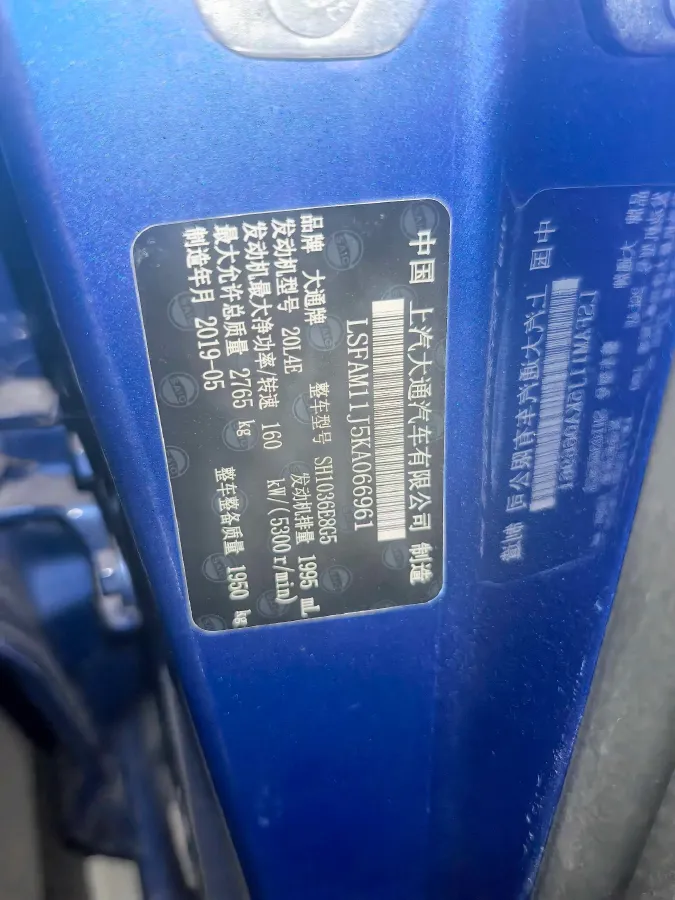 中国 上汽大通汽车有限公司 制造
LSFAM11J5KA066961
品牌 大通牌 整车型号 SH1036E8G5
发动机型号 20L4E 发动机排量 1995 mL
发动机最大净功率/转速 160 kW/(5300r/min)
最大允许总质量 2765 kg 整车整备质量 1950 kg
制造年月 2019-05